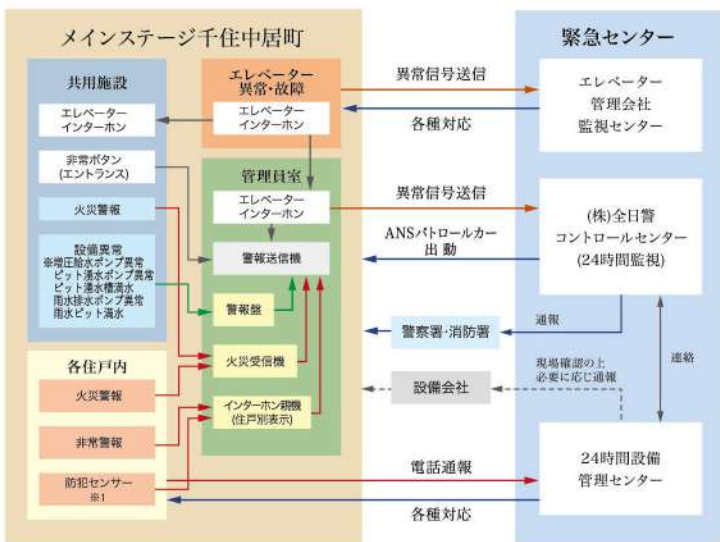 メインステージ千住中居町
共用施設
エレベーター
インターホン
非常ボタン
(エントランス)
火災警報
設備異常
※増圧給水ポンプ異常
ピット湧水ポンプ異常
ピット湧水槽満水
雨水排水ポンプ異常
雨水ピット満水
各住戸内
火災警報
非常警報
防犯センサー
※1
エレベーター
異常・故障
エレベーター
インターホン
管理員室
エレベーター
インターホン
警報送信機
警報盤
火災受信機
インターホン親機
(住戸別表示)
異常信号送信
各種対応
異常信号送信
ANSパトロールカー
出動
警察署・消防署
通報
設備会社
現場確認の上
必要に応じ通報
連絡
電話通報
各種対応
緊急センター
エレベーター
管理会社
監視センター
(株)全日警
コントロールセンター
(24時間監視)
24時間設備
管理センター